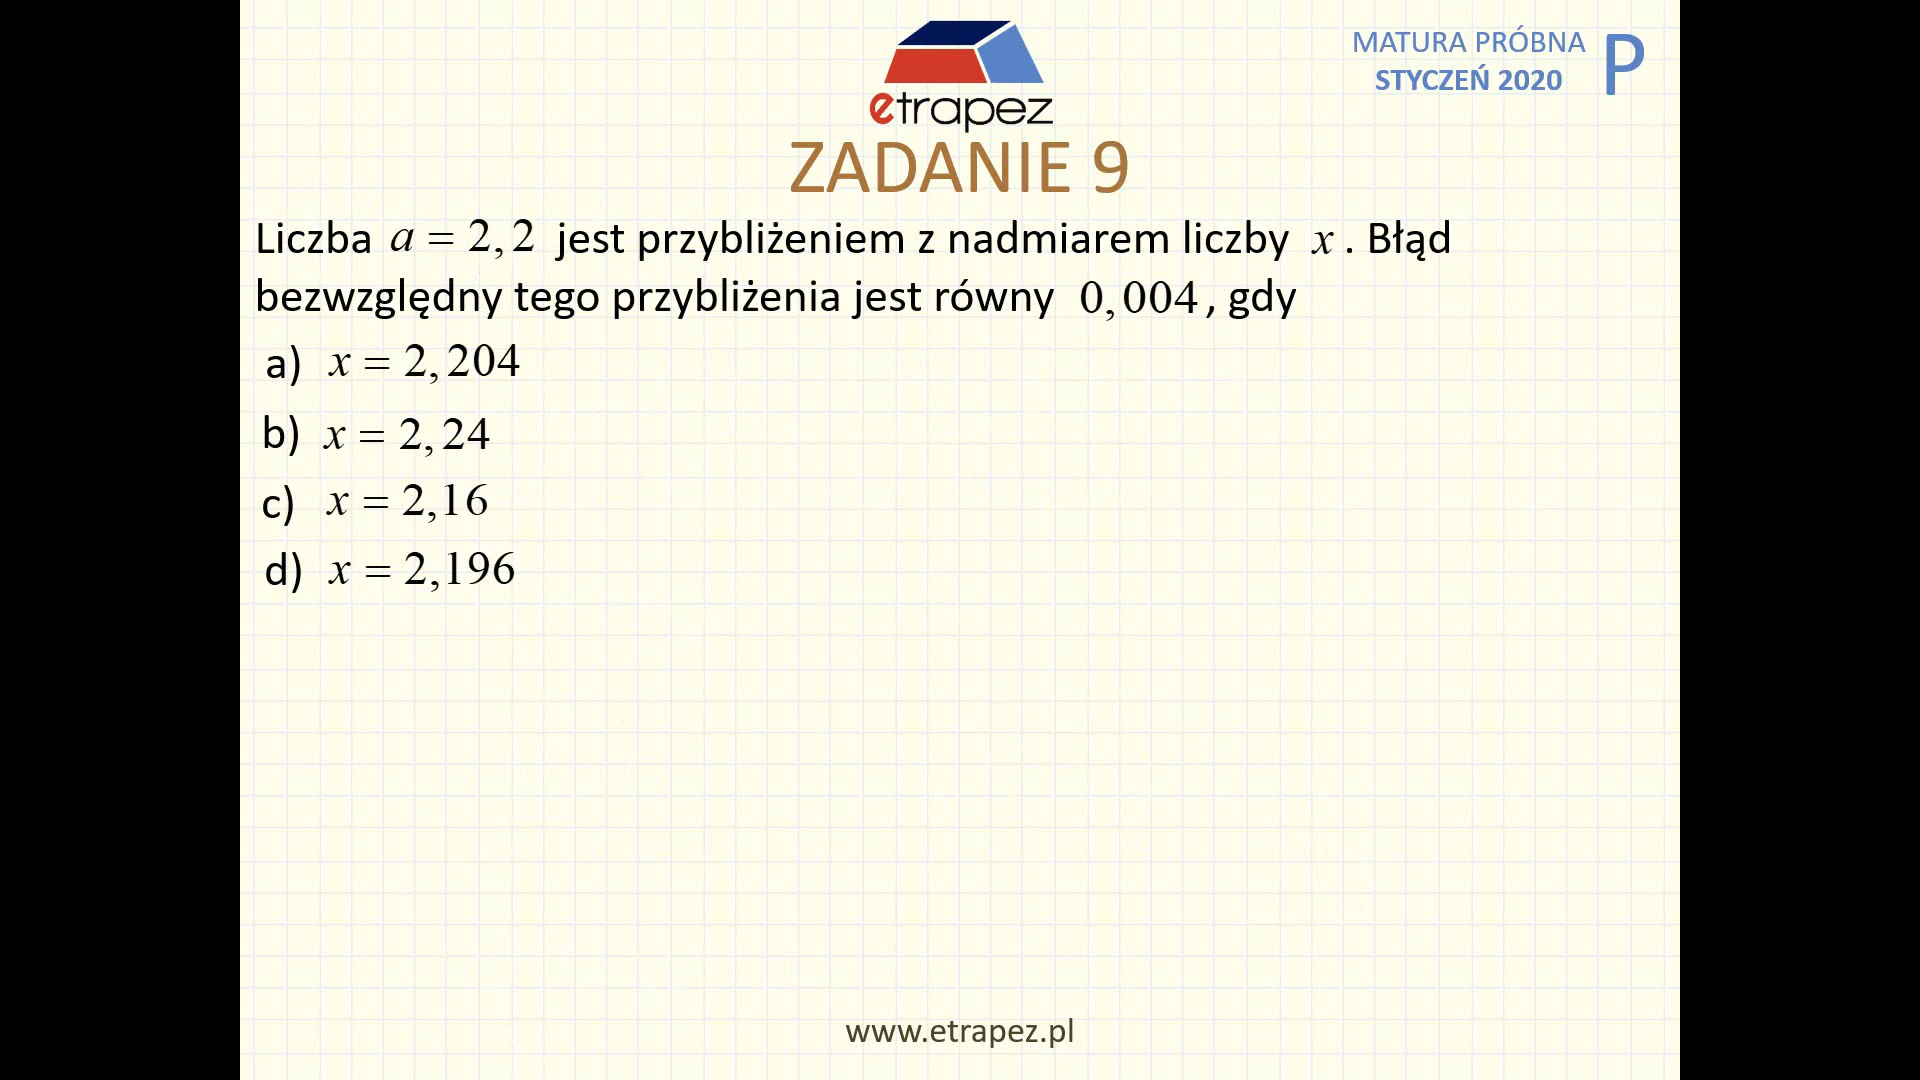 etrapez
MATURA PRÓBNA
STYCZEŃ 2020
P
ZADANIE 9
Liczba a = 2,2 jest przybliżeniem z nadmiarem liczby x . Błąd
bezwzględny tego przybliżenia jest równy 0,004 , gdy
a) x = 2,204
b) x = 2,24
c) x = 2,16
d) x = 2,196
www.etrapez.pl